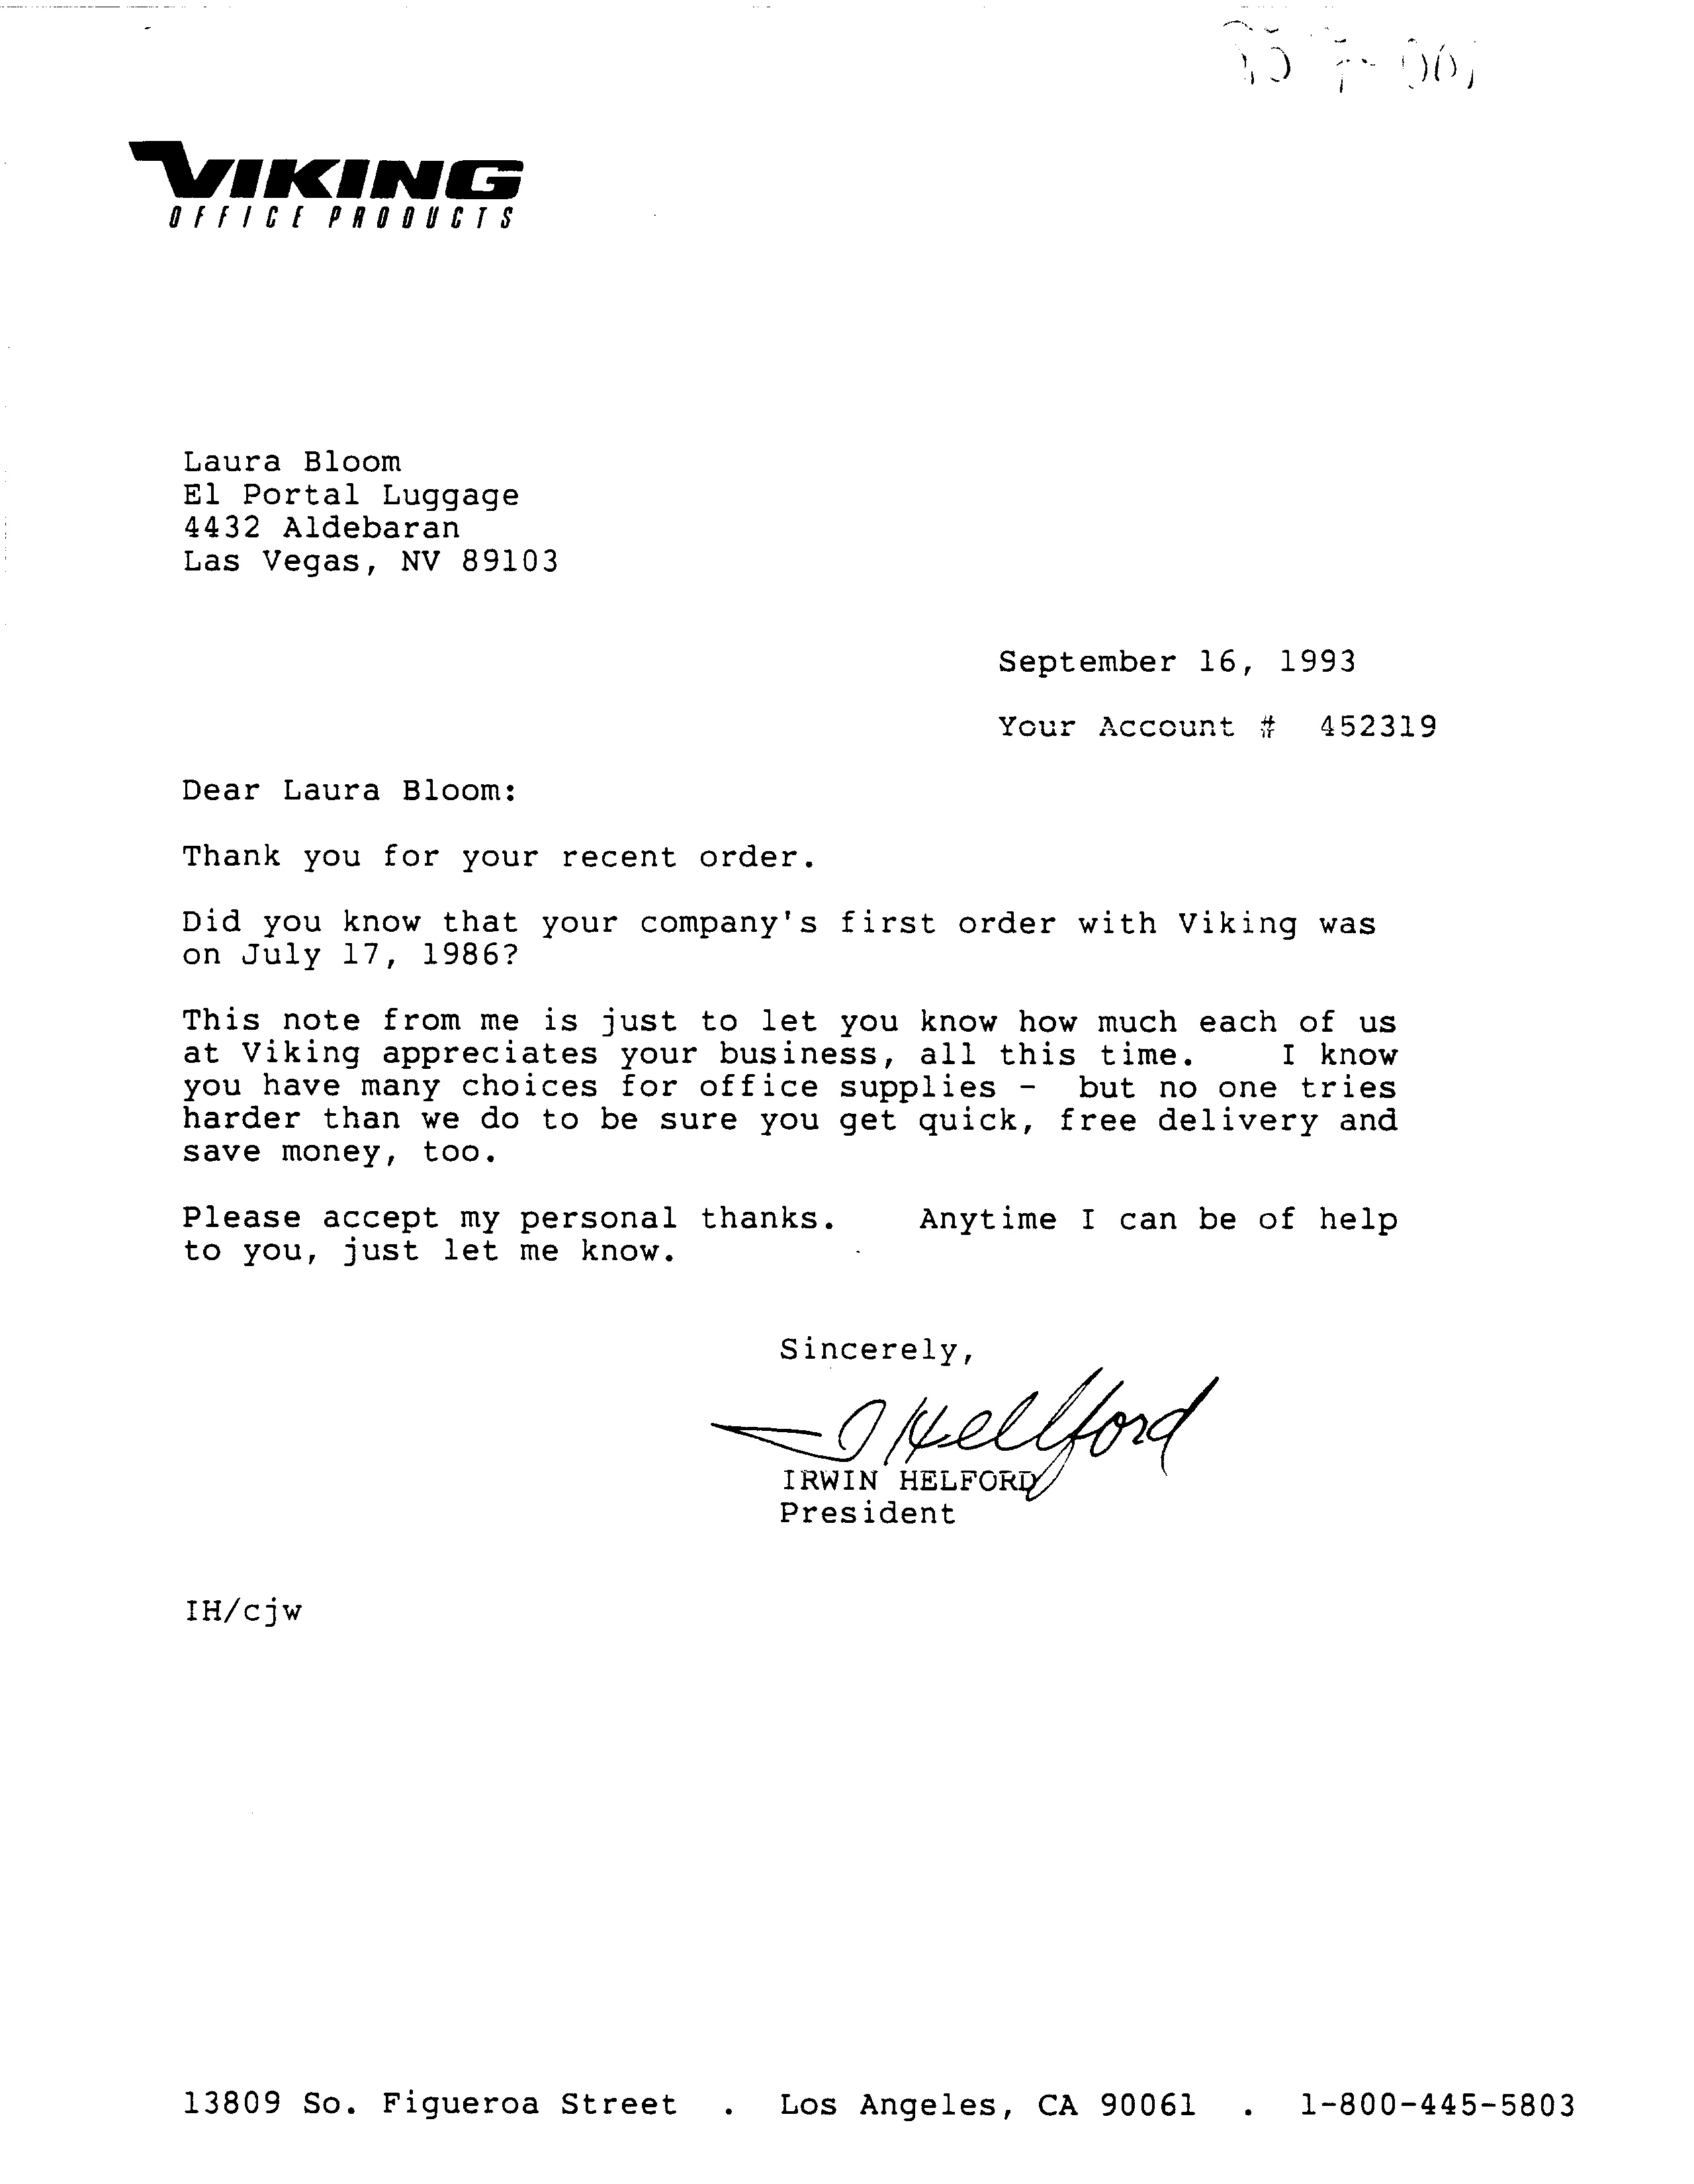 VIKING
OFFICE PRODUCTS
Laura Bloom
El Portal Luggage
4432 Aldebaran
Las Vegas, NV 89103
September 16, 1993
Your Account # 452319
Dear Laura Bloom:
Thank you for your recent order.
Did you know that your company's first order with Viking was
on July 17, 1986?
This note from me is just to let you know how much each of us
at Viking appreciates your business, all this time. I know
you have many choices for office supplies - but no one tries
harder than we do to be sure you get quick, free delivery and
save money, too.
Please accept my personal thanks. Anytime I can be of help
to you, just let me know.
Sincerely,
I Hellford
IRWIN HELFORD
President
IH/cjw
13809 So. Figueroa Street . Los Angeles, CA 90061 . 1-800-445-5803